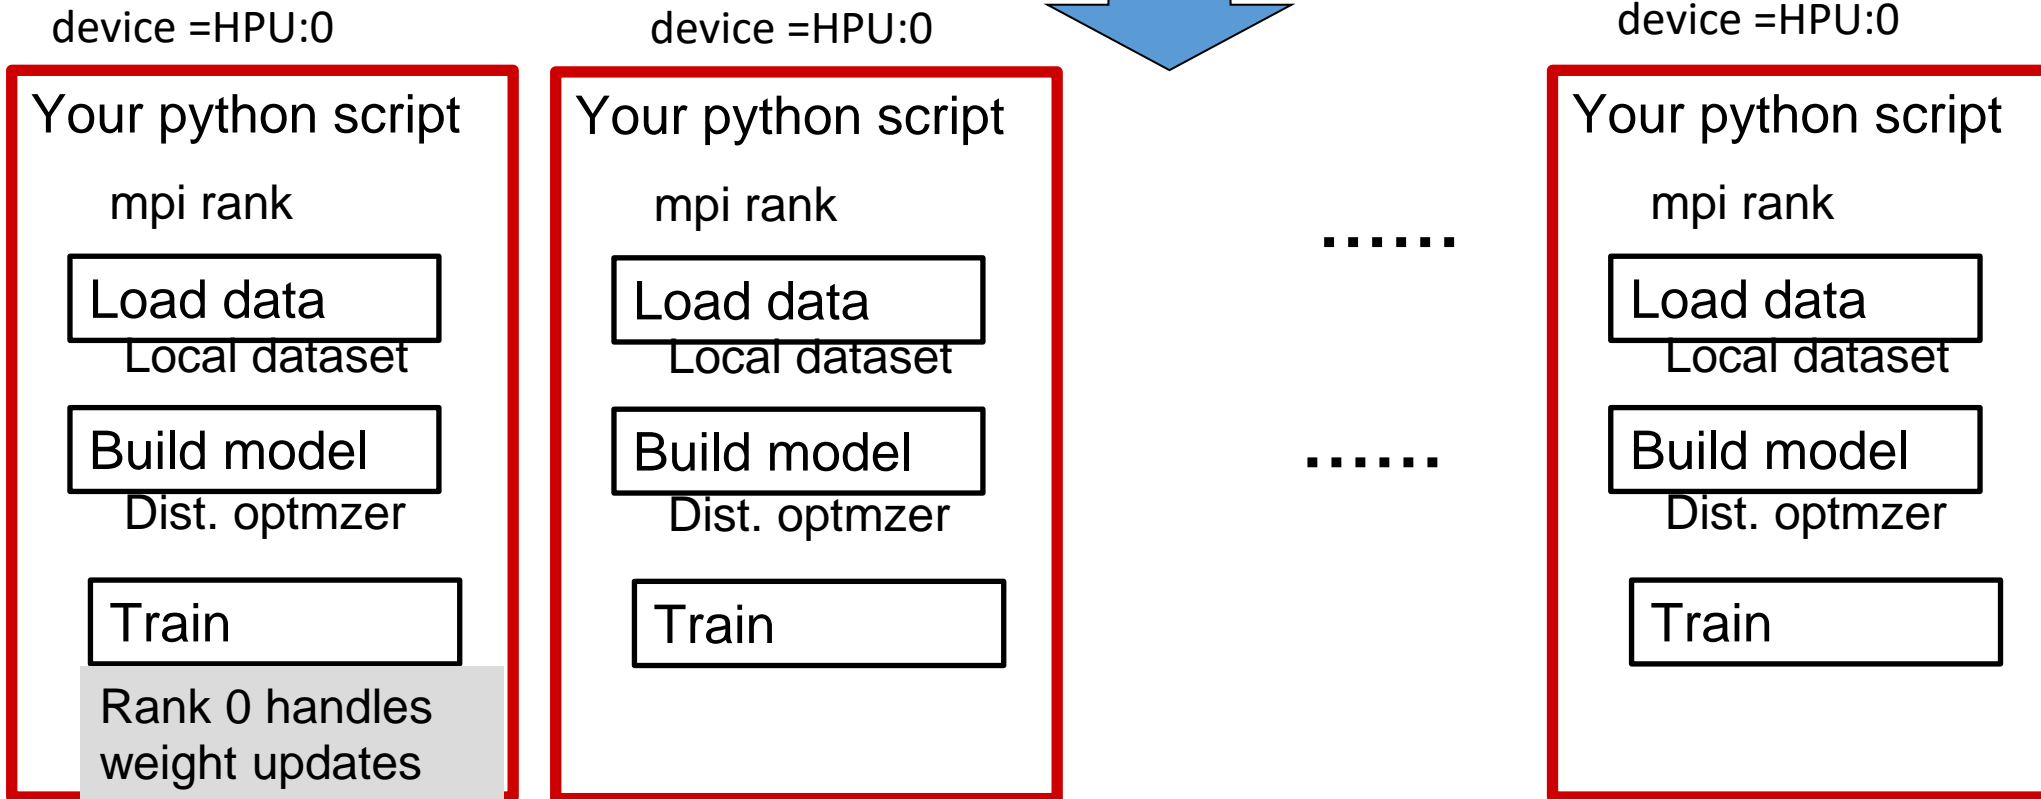 device =HPU:0
Your python script
mpi rank
Load data
Local dataset
Build model
Dist. optmzer
Train
Rank 0 handles
weight updates
device =HPU:0
Your python script
mpi rank
Load data
Local dataset
Build model
Dist. optmzer
Train
......
......
device =HPU:0
Your python script
mpi rank
Load data
Local dataset
Build model
Dist. optmzer
Train